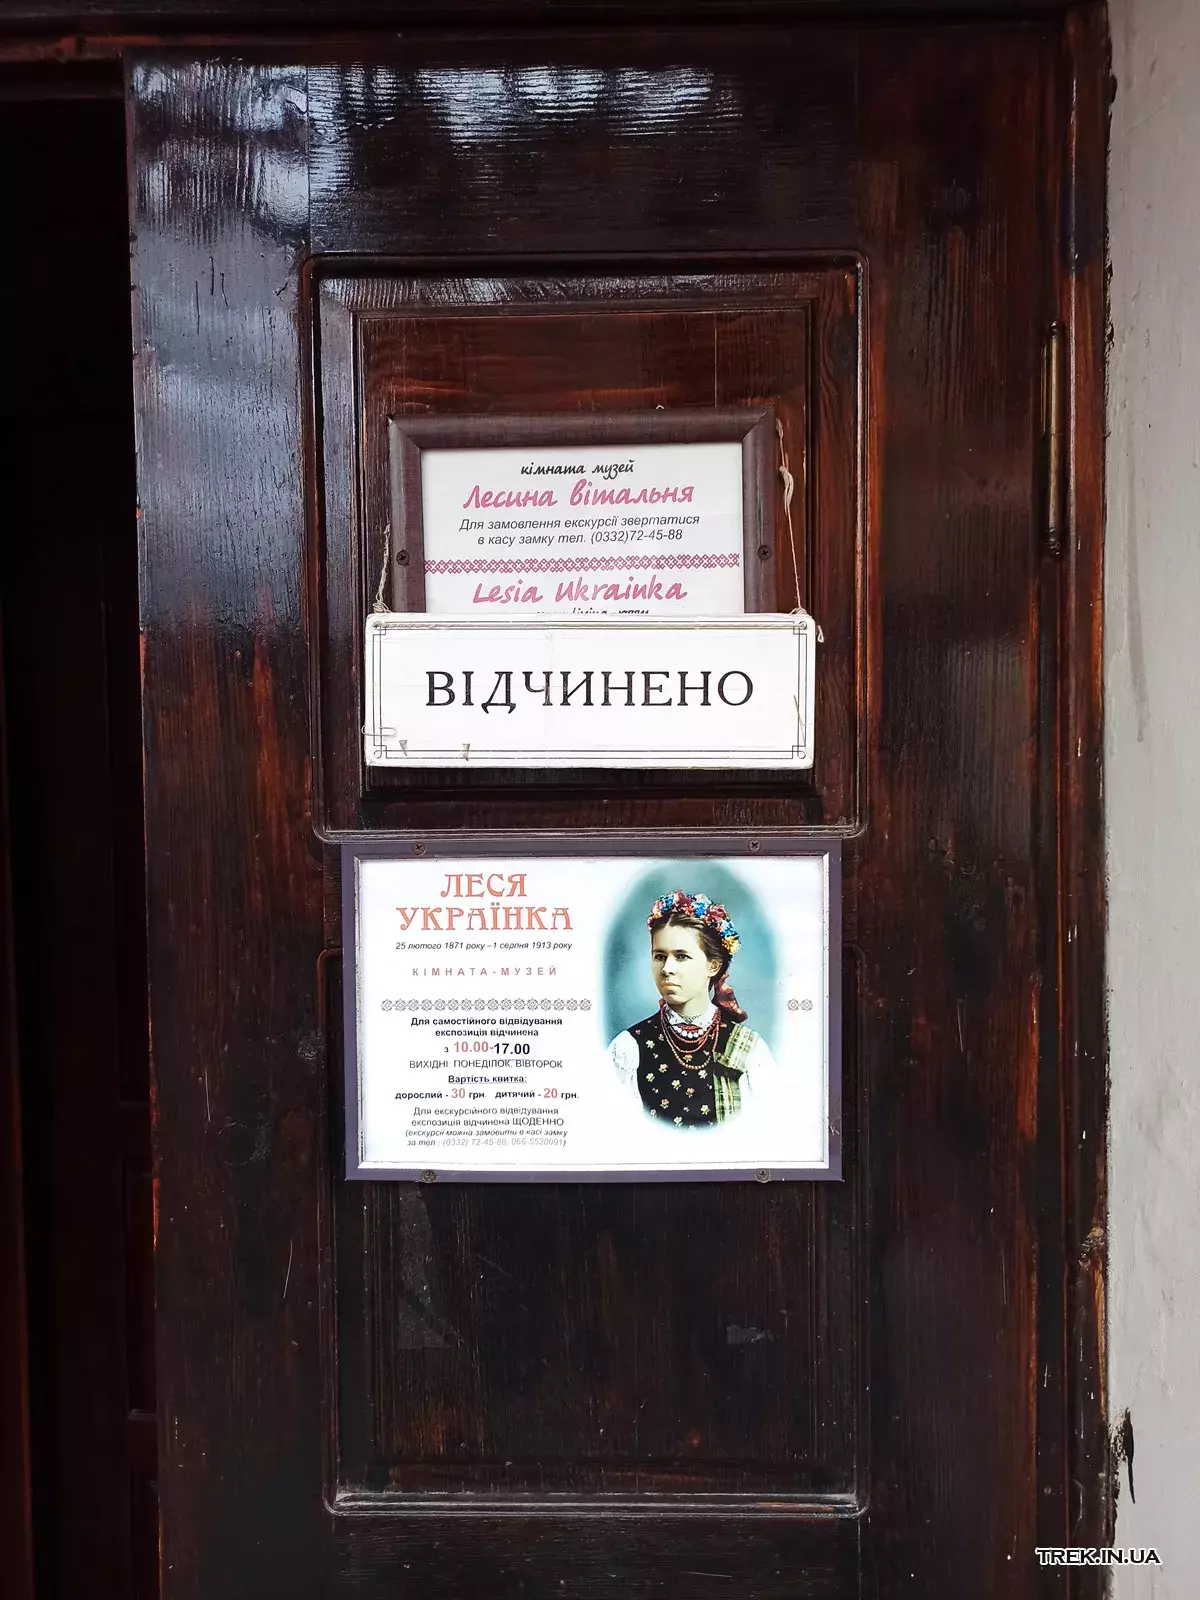 кімната музей
Лесина вітальня
Для замовлення екскурсії звертатися
в касу замку тел. (0332)72-45-88
Lesia Ukrainka
ВІДЧИНЕНО
ЛЕСЯ
УКРАЇНКА
25 лютого 1871 року –1 серпня 1913 року
КІМНАТА-МУЗЕЙ
Для самостійного відвідування
експозиція відчинена
з 10.00-17.00
ВИХІДНІ: ПОНЕДІЛОК, ВІВТОРОК
Вартість квитка:
дорослий - 30 грн. дитячий - 20 грн.
Для екскурсійного відвідування
експозиція відчинена ЩОДЕННО
(екскурсії можна замовити в касі замку
за тел.: (0332) 72-45-88, 066-5520091)
TREK.IN.UA